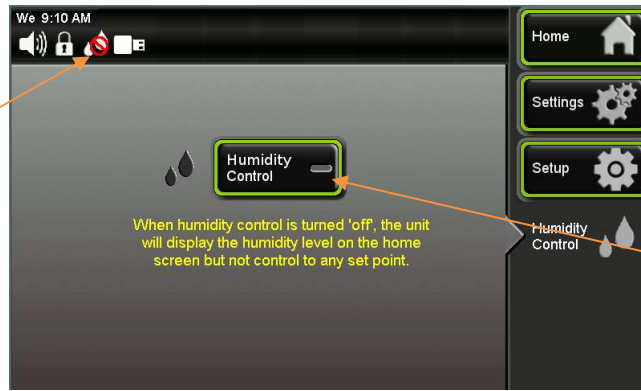 We 9:10 AM
Home
Settings
Setup
Humidity
Control
Humidity
Control
When humidity control is turned 'off', the unit
will display the humidity level on the home
screen but not control to any set point.